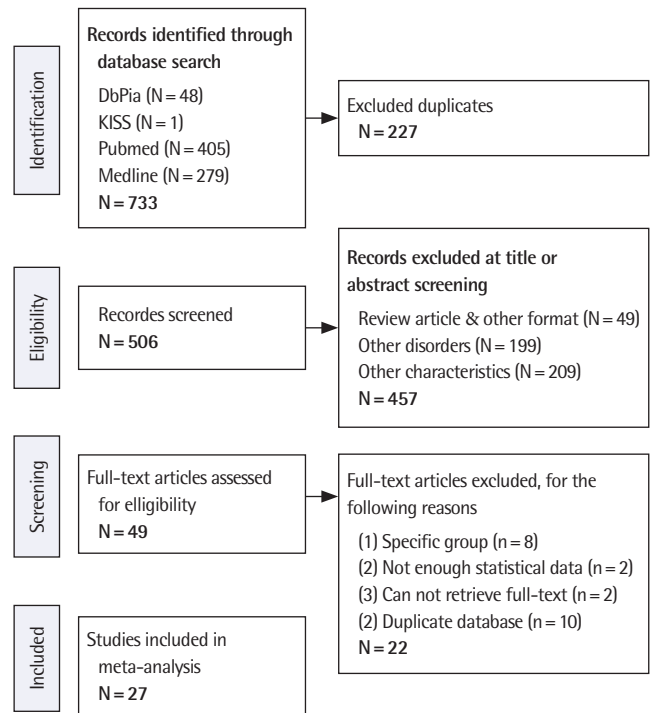 Identification
Records identified through
database search
DbPia (N = 48)
KISS (N = 1)
Pubmed (N = 405)
Medline (N = 279)
N = 733
Excluded duplicates
N = 227
Eligibility
Recordes screened
N = 506
Records excluded at title or
abstract screening
Review article & other format (N = 49)
Other disorders (N = 199)
Other characteristics (N = 209)
N = 457
Screening
Full-text articles assessed
for elligibility
N = 49
Full-text articles excluded, for the
following reasons
(1) Specific group (n = 8)
(2) Not enough statistical data (n = 2)
(3) Can not retrieve full-text (n = 2)
(2) Duplicate database (n = 10)
N = 22
Included
Studies included in
meta-analysis
N = 27